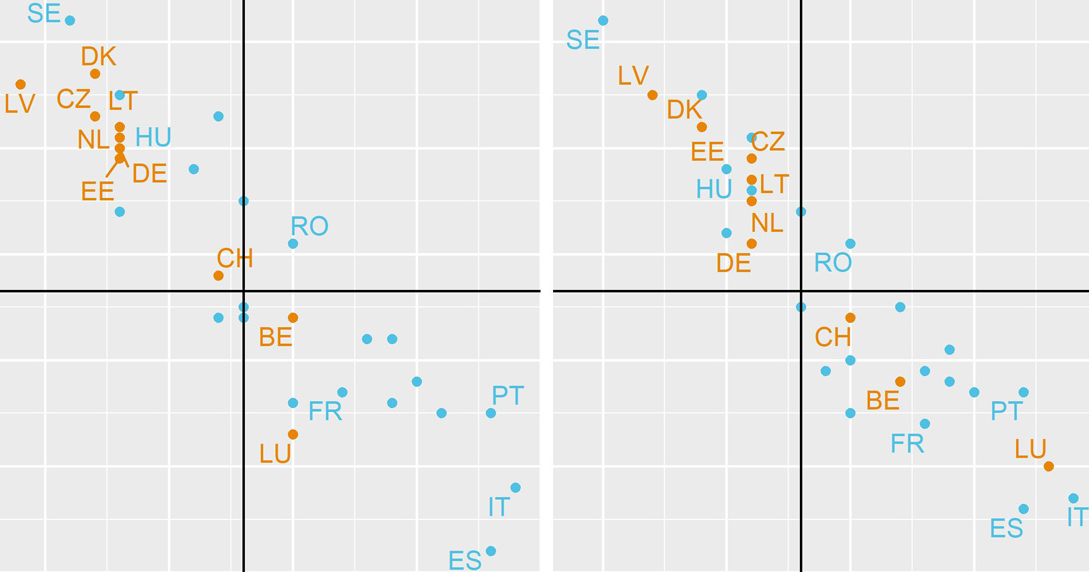 SE
DK
LV
CZ
LT
NL
HU
DE
EE
RO
CH
BE
FR
PT
LU
IT
ES
SE
LV
DK
EE
CZ
HU
LT
NL
DE
RO
CH
BE
PT
FR
LU
ES
IT